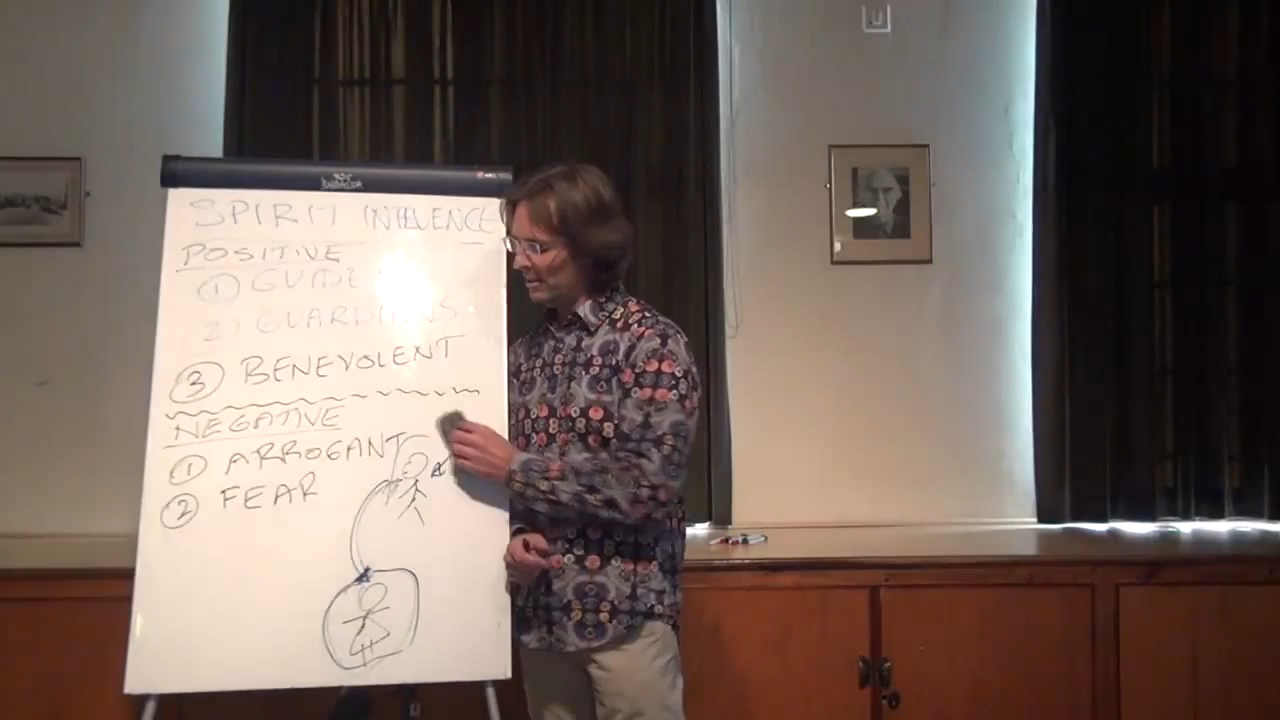 SPIRIT INFLUENCE
POSITIVE
① GUIDE
2) GUARDIANS
③ BENEVOLENT
NEGATIVE
① ARROGANT
② FEAR